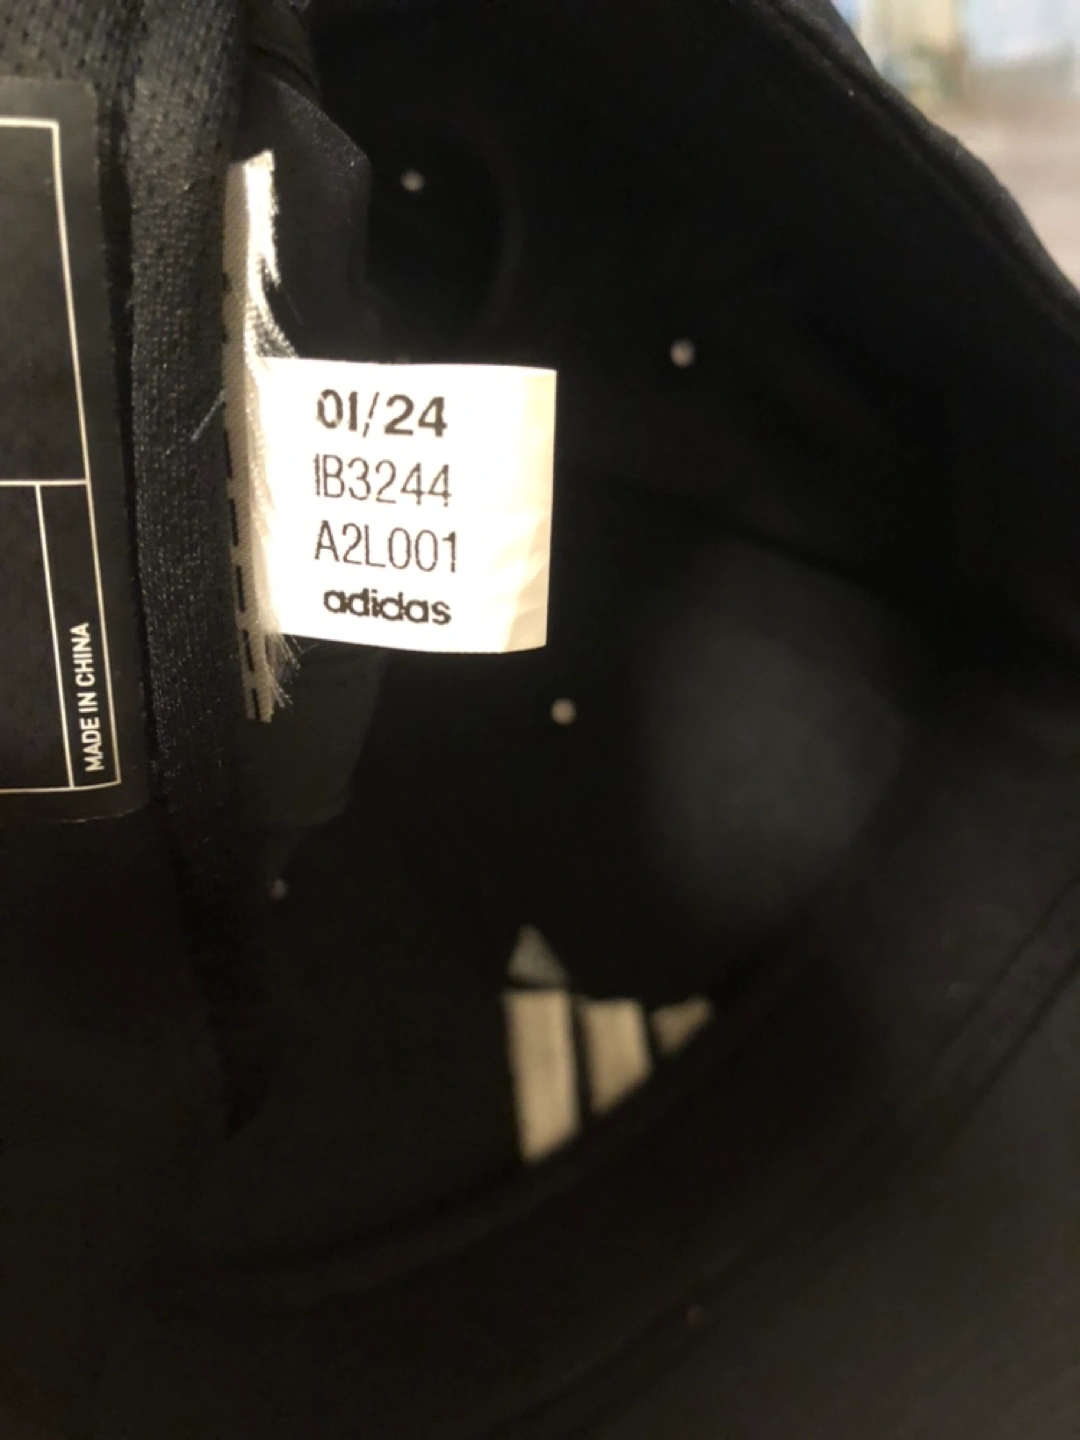 01/24
IB3244
A2L001
adidas
MADE IN CHINA